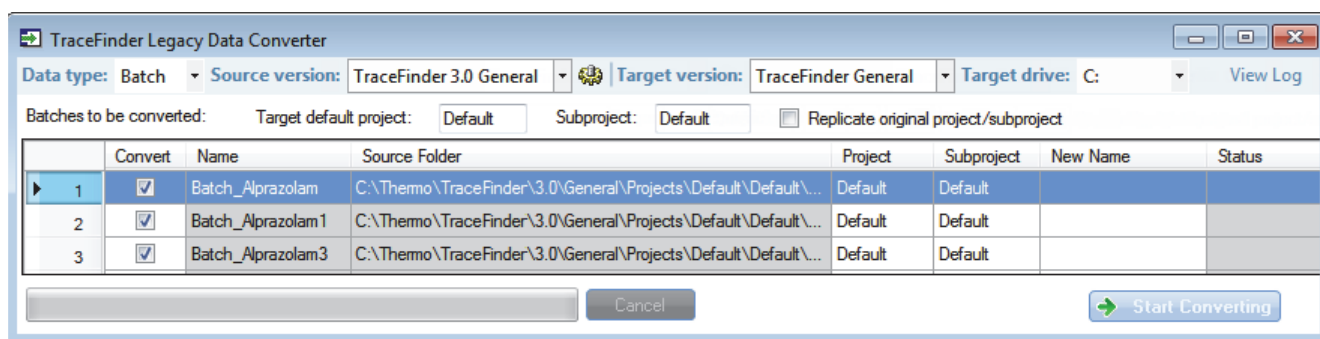 TraceFinder Legacy Data Converter
Data type: Batch Source version: TraceFinder 3.0 General Target version: TraceFinder General Target drive: C: View Log
Batches to be converted: Target default project: Default Subproject: Default Replicate original project/subproject
Convert Name Source Folder Project Subproject New Name Status
1 Batch_Alprazolam C:\Thermo\TraceFinder\3.0\General\Projects\Default\Default\... Default Default
2 Batch_Alprazolam1 C:\Thermo\TraceFinder\3.0\General\Projects\Default\Default\... Default Default
3 Batch_Alprazolam3 C:\Thermo\TraceFinder\3.0\General\Projects\Default\Default\... Default Default
Cancel Start Converting